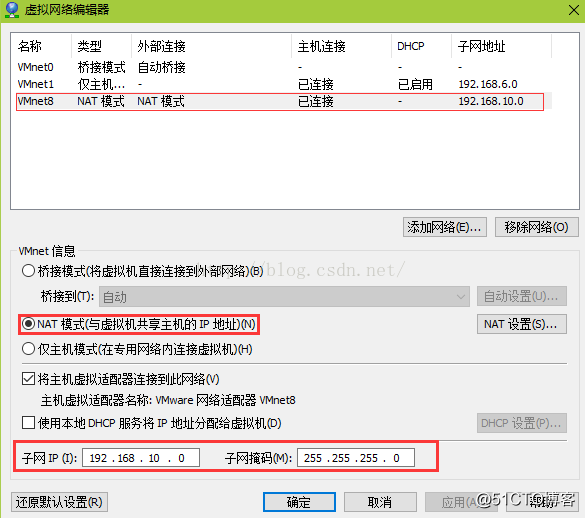 虚拟网络编辑器
名称 类型 外部连接 主机连接 DHCP 子网地址
VMnet0 桥接模式 自动桥接 - - -
VMnet1 仅主机... - 已连接 已启用 192.168.6.0
VMnet8 NAT 模式 NAT 模式 已连接 - 192.168.10.0
添加网络(E)... 移除网络(O)
VMnet 信息
://blog.csdn.net/
桥接模式(将虚拟机直接连接到外部网络)(B)
桥接到(T): 自动 自动设置(U)...
NAT 模式(与虚拟机共享主机的 IP 地址)(N) NAT 设置(S)...
仅主机模式(在专用网络内连接虚拟机)(H)
将主机虚拟适配器连接到此网络(V)
主机虚拟适配器名称: VMware 网络适配器 VMnet8
使用本地 DHCP 服务将 IP 地址分配给虚拟机(D) DHCP 设置(P)...
子网 IP (I): 192 .168 . 10 . 0 子网掩码(M): 255 .255 .255 . 0
还原默认设置(R) 确定 取消 应用(A) 帮助
@51CTO博客